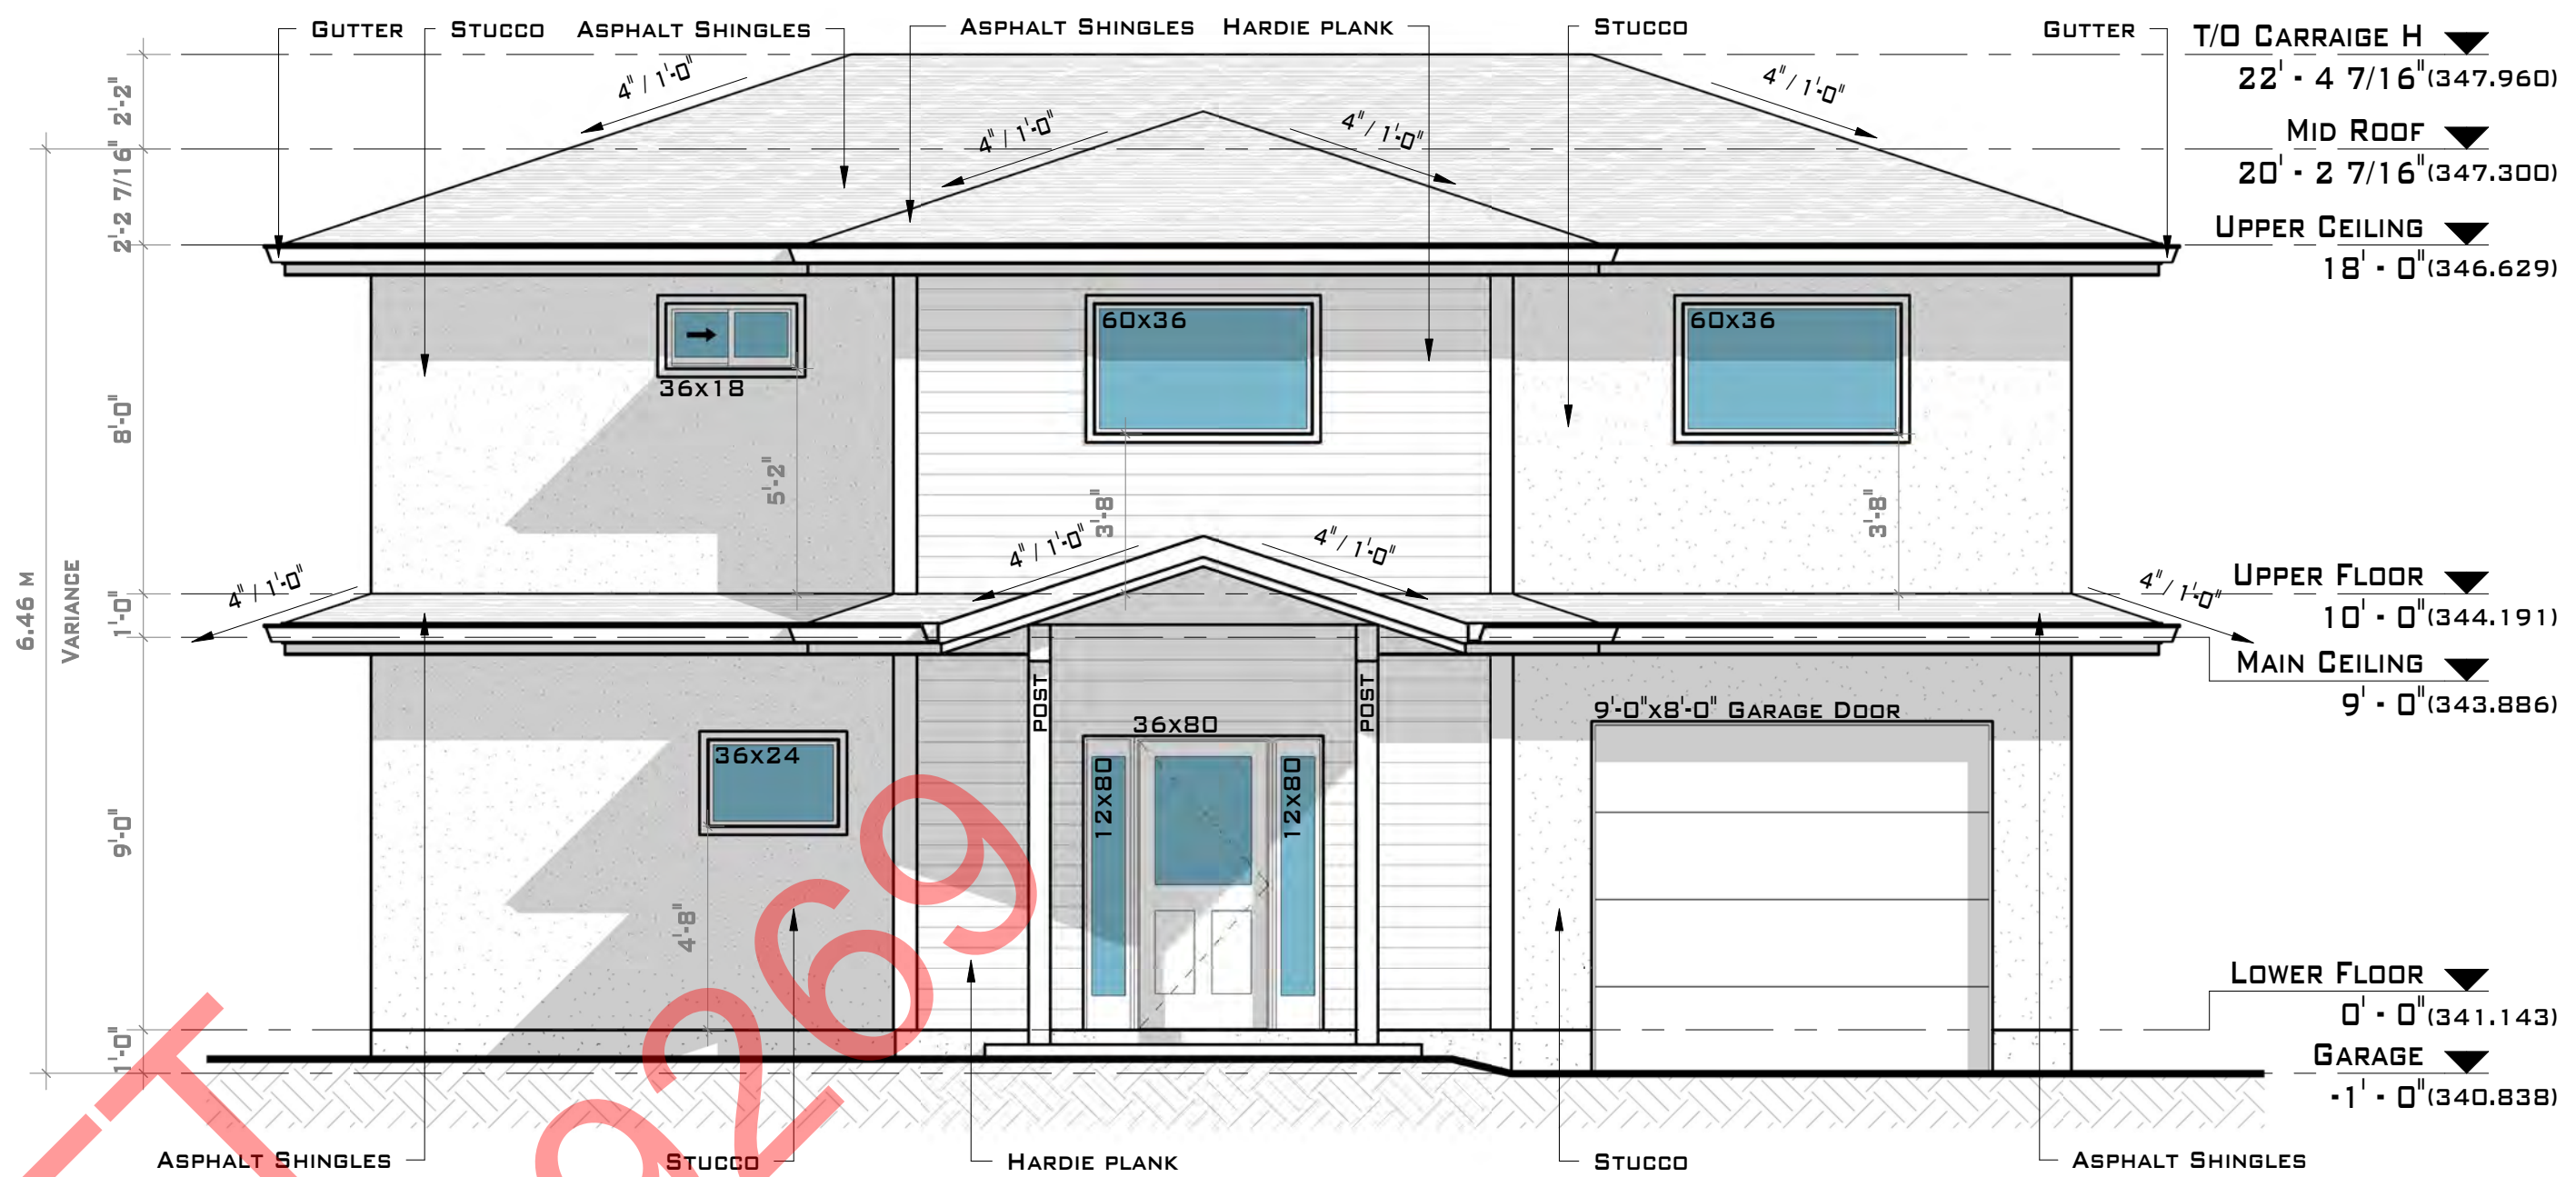 GUTTER STUCCO ASPHALT SHINGLES ASPHALT SHINGLES HARDIE PLANK STUCCO GUTTER
T/O CARRAIGE H
22' - 4 7/16"(347.960)
MID ROOF
20' - 2 7/16"(347.300)
UPPER CEILING
18' - 0"(346.629)
UPPER FLOOR
10' - 0"(344.191)
MAIN CEILING
9' - 0"(343.886)
LOWER FLOOR
0' - 0"(341.143)
GARAGE
-1' - 0"(340.838)
2'-2"
2'-2 7/16"
8'-0"
1'-0"
9'-0"
1'-0"
6.46 M
VARIANCE
4" / 1'-0"
4" / 1'-0"
4" / 1'-0"
4" / 1'-0"
36x18
60x36
60x36
5'-2"
3'-8"
3'-8"
4" / 1'-0"
4" / 1'-0"
4" / 1'-0"
4" / 1'-0"
POST
POST
9'-0"x8'-0" GARAGE DOOR
36x80
36x24
12x80
12x80
4'-8"
T
0269
ASPHALT SHINGLES STUCCO HARDIE PLANK STUCCO ASPHALT SHINGLES